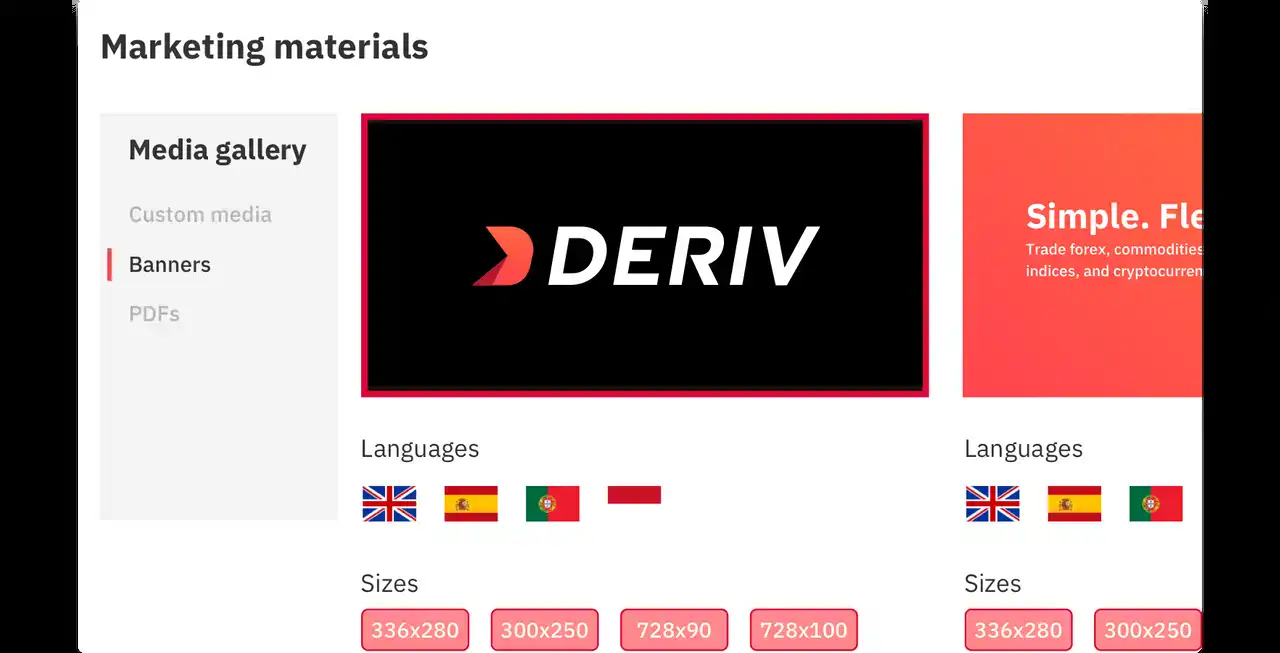 Marketing materials
Media gallery
Custom media
Banners
PDFs
DERIV
Languages
Sizes
336x280
300x250
728x90
728x100
Simple. Fle
Trade forex, commodities
indices, and cryptocurren
Languages
Sizes
336x280
300x250